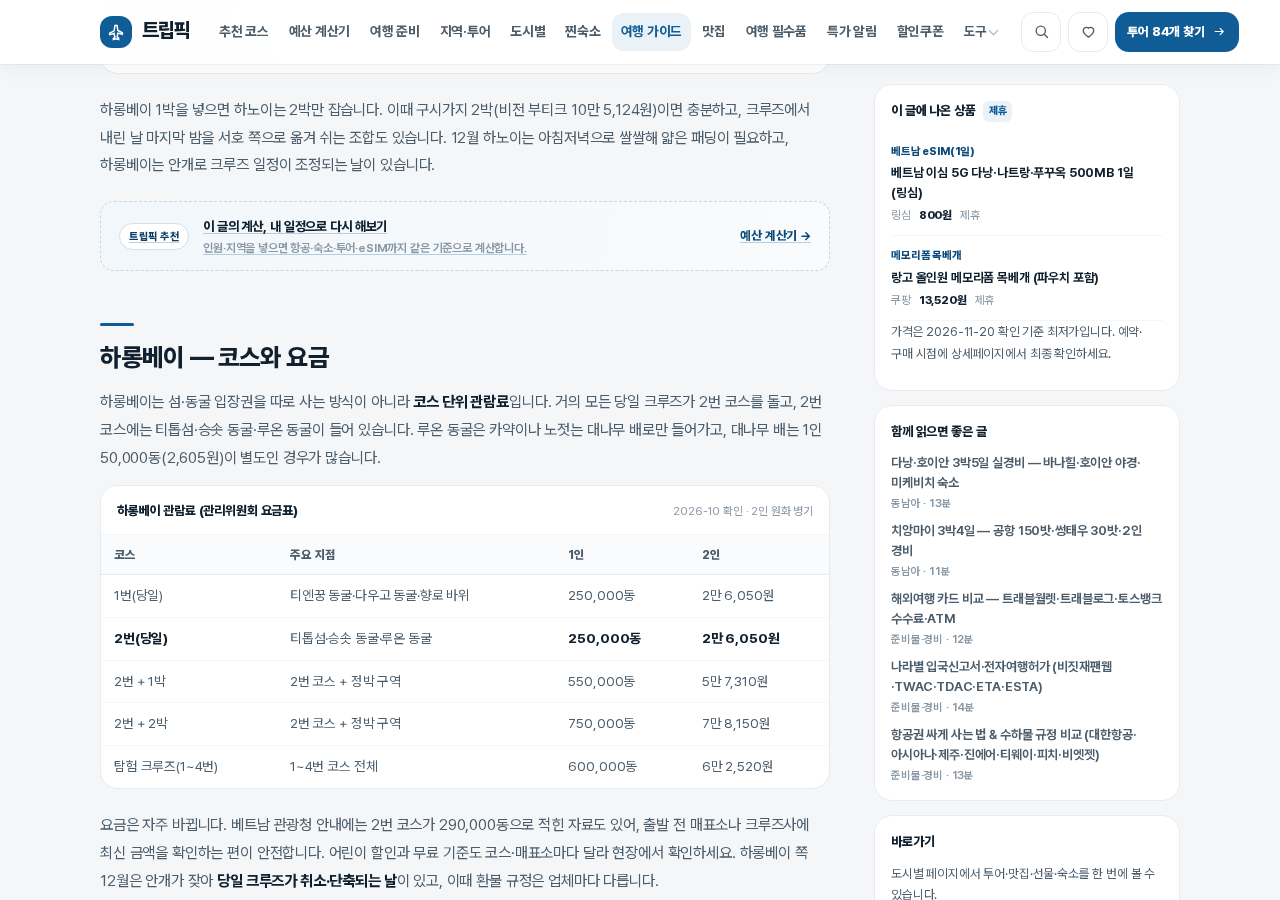 트립픽
추천 코스
예산 계산기
여행 준비
지역·투어
도시별
찐숙소
여행 가이드
맛집
여행 필수품
특가 알림
할인쿠폰
도구
투어 84개 찾기 →
하롱베이 1박을 넣으면 하노이는 2박만 잡습니다. 이때 구시가지 2박(비전 부티크 10만 5,124원)이면 충분하고, 크루즈에서
내린 날 마지막 밤을 서호 쪽으로 옮겨 쉬는 조합도 있습니다. 12월 하노이는 아침저녁으로 쌀쌀해 얇은 패딩이 필요하고,
하롱베이는 안개로 크루즈 일정이 조정되는 날이 있습니다.
트립픽 추천
이 글의 계산, 내 일정으로 다시 해보기
인원·지역을 넣으면 항공·숙소·투어·eSIM까지 같은 기준으로 계산합니다.
예산 계산기 →
하롱베이 — 코스와 요금
하롱베이는 섬·동굴 입장권을 따로 사는 방식이 아니라 코스 단위 관람료입니다. 거의 모든 당일 크루즈가 2번 코스를 돌고, 2번
코스에는 티톱섬·승솟 동굴·루온 동굴이 들어 있습니다. 루온 동굴은 카약이나 노젓는 대나무 배로만 들어가고, 대나무 배는 1인
50,000동(2,605원)이 별도인 경우가 많습니다.
하롱베이 관람료 (관리위원회 요금표)
2026-10 확인 · 2인 원화 병기
코스 주요 지점 1인 2인
1번(당일) 티엔꿍 동굴·다우고 동굴·향로 바위 250,000동 2만 6,050원
2번(당일) 티톱섬·승솟 동굴·루온 동굴 250,000동 2만 6,050원
2번 + 1박 2번 코스 + 정박 구역 550,000동 5만 7,310원
2번 + 2박 2번 코스 + 정박 구역 750,000동 7만 8,150원
탐험 크루즈(1~4번) 1~4번 코스 전체 600,000동 6만 2,520원
요금은 자주 바뀝니다. 베트남 관광청 안내에는 2번 코스가 290,000동으로 적힌 자료도 있어, 출발 전 매표소나 크루즈사에
최신 금액을 확인하는 편이 안전합니다. 어린이 할인과 무료 기준도 코스·매표소마다 달라 현장에서 확인하세요. 하롱베이 쪽
12월은 안개가 잦아 당일 크루즈가 취소·단축되는 날이 있고, 이때 환불 규정은 업체마다 다릅니다.
이 글에 나온 상품 제휴
베트남 eSIM(1일)
베트남 이심 5G 다낭·나트랑·푸꾸옥 500MB 1일
(링심)
링심 800원 제휴
메모리폼 목베개
랑고 올인원 메모리폼 목베개 (파우치 포함)
쿠팡 13,520원 제휴
가격은 2026-11-20 확인 기준 최저가입니다. 예약·
구매 시점에 상세페이지에서 최종 확인하세요.
함께 읽으면 좋은 글
다낭·호이안 3박5일 실경비 — 바나힐·호이안 야경·
미케비치 숙소
동남아 · 13분
치앙마이 3박4일 — 공항 150밧·썽태우 30밧·2인
경비
동남아 · 11분
해외여행 카드 비교 — 트래블월렛·트래블로그·토스뱅크
수수료·ATM
준비물·경비 · 12분
나라별 입국신고서·전자여행허가 (비짓재팬웹
·TWAC·TDAC·ETA·ESTA)
준비물·경비 · 14분
항공권 싸게 사는 법 & 수하물 규정 비교 (대한항공·
아시아나·제주·진에어·티웨이·피치·비엣젯)
준비물·경비 · 13분
바로가기
도시별 페이지에서 투어·맛집·선물·숙소를 한 번에 볼 수
있습니다.